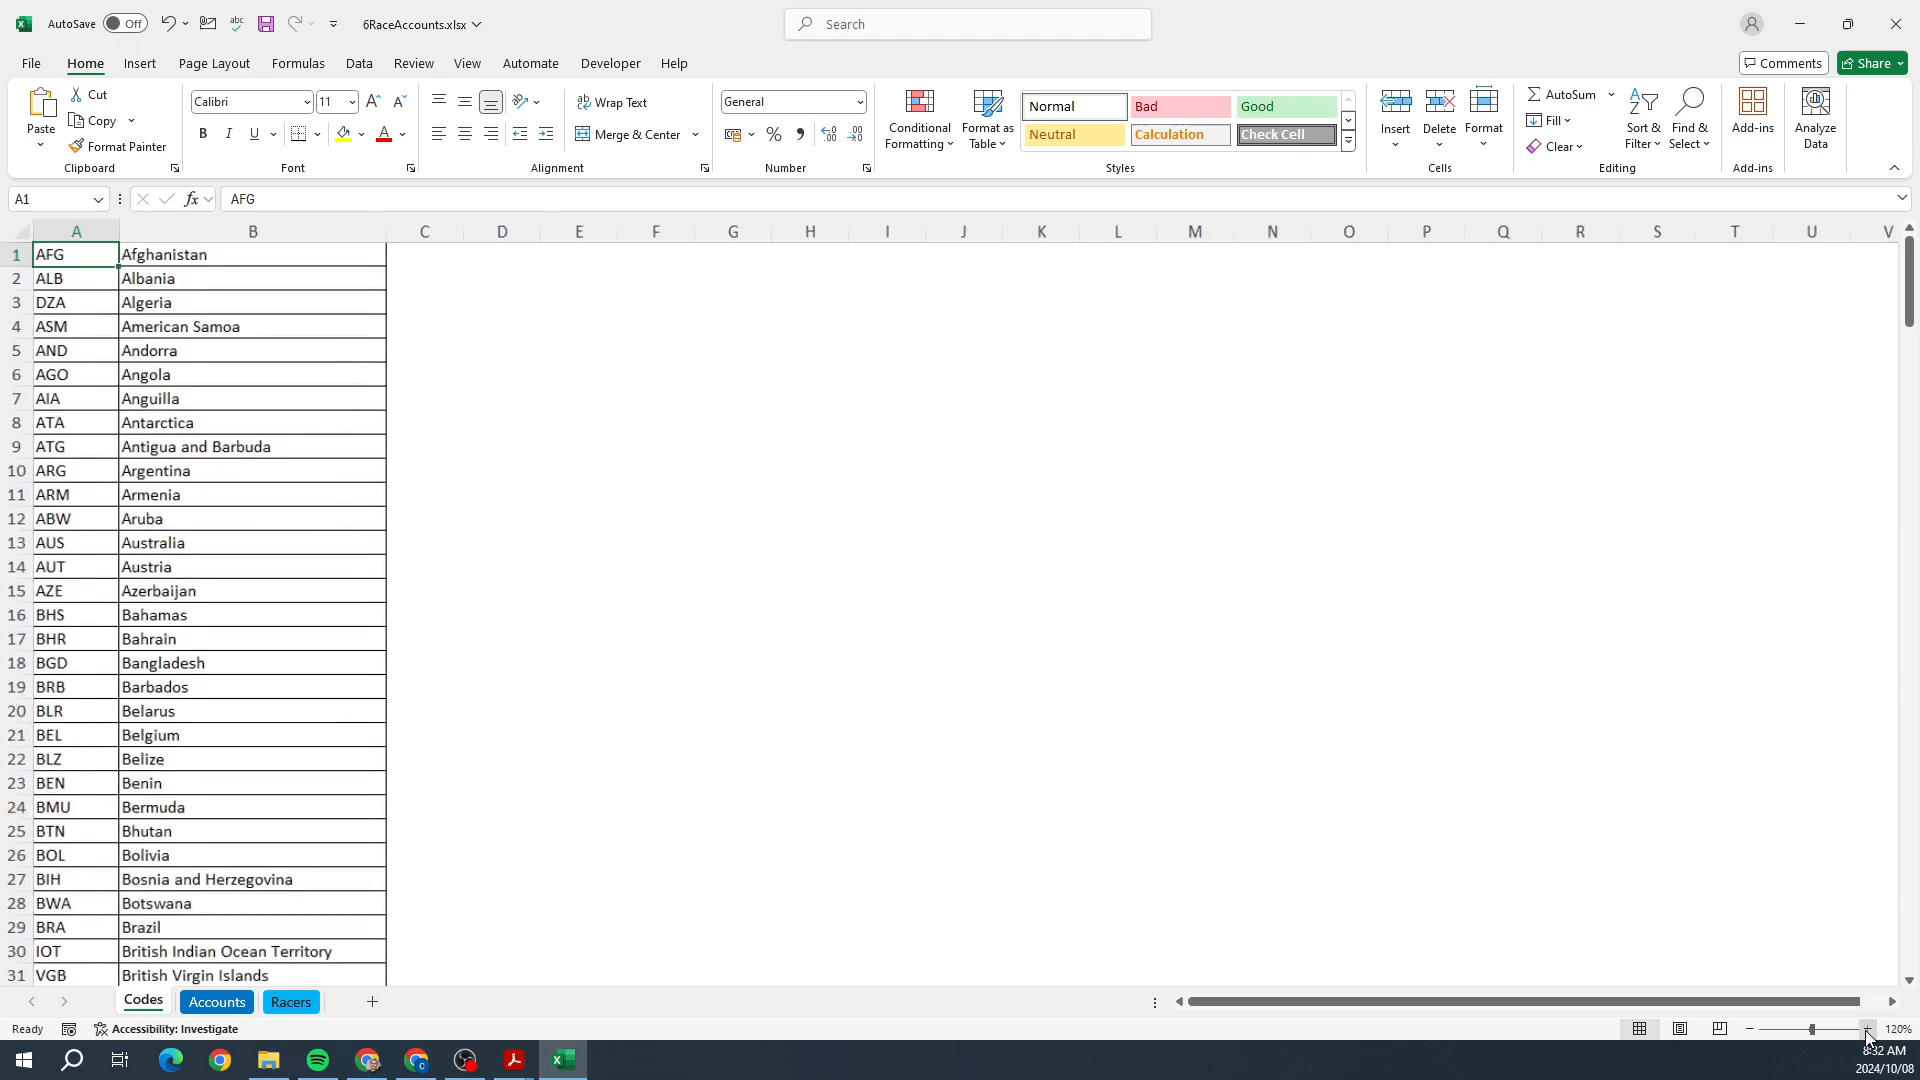 AutoSave Off abc 6RaceAccounts.xlsx Search
File Home Insert Page Layout Formulas Data Review View Automate Developer Help Comments Share
Paste Cut Copy Format Painter Clipboard
Calibri 11 A A B I U A Font
ab Wrap Text Merge & Center Alignment
General % 9 .00 .00 Number
Conditional Formatting Format as Table Normal Bad Good Neutral Calculation Check Cell Styles
Insert Delete Format Cells
AutoSum Fill Clear Sort & Filter Find & Select Editing
Add-ins Add-ins Analyze Data
A1 fx AFG
A B C D E F G H I J K L M N O P Q R S T U V
1 AFG Afghanistan
2 ALB Albania
3 DZA Algeria
4 ASM American Samoa
5 AND Andorra
6 AGO Angola
7 AIA Anguilla
8 ATA Antarctica
9 ATG Antigua and Barbuda
10 ARG Argentina
11 ARM Armenia
12 ABW Aruba
13 AUS Australia
14 AUT Austria
15 AZE Azerbaijan
16 BHS Bahamas
17 BHR Bahrain
18 BGD Bangladesh
19 BRB Barbados
20 BLR Belarus
21 BEL Belgium
22 BLZ Belize
23 BEN Benin
24 BMU Bermuda
25 BTN Bhutan
26 BOL Bolivia
27 BIH Bosnia and Herzegovina
28 BWA Botswana
29 BRA Brazil
30 IOT British Indian Ocean Territory
31 VGB British Virgin Islands
Codes Accounts Racers
Ready Accessibility: Investigate 120%
8:32 AM
2024/10/08